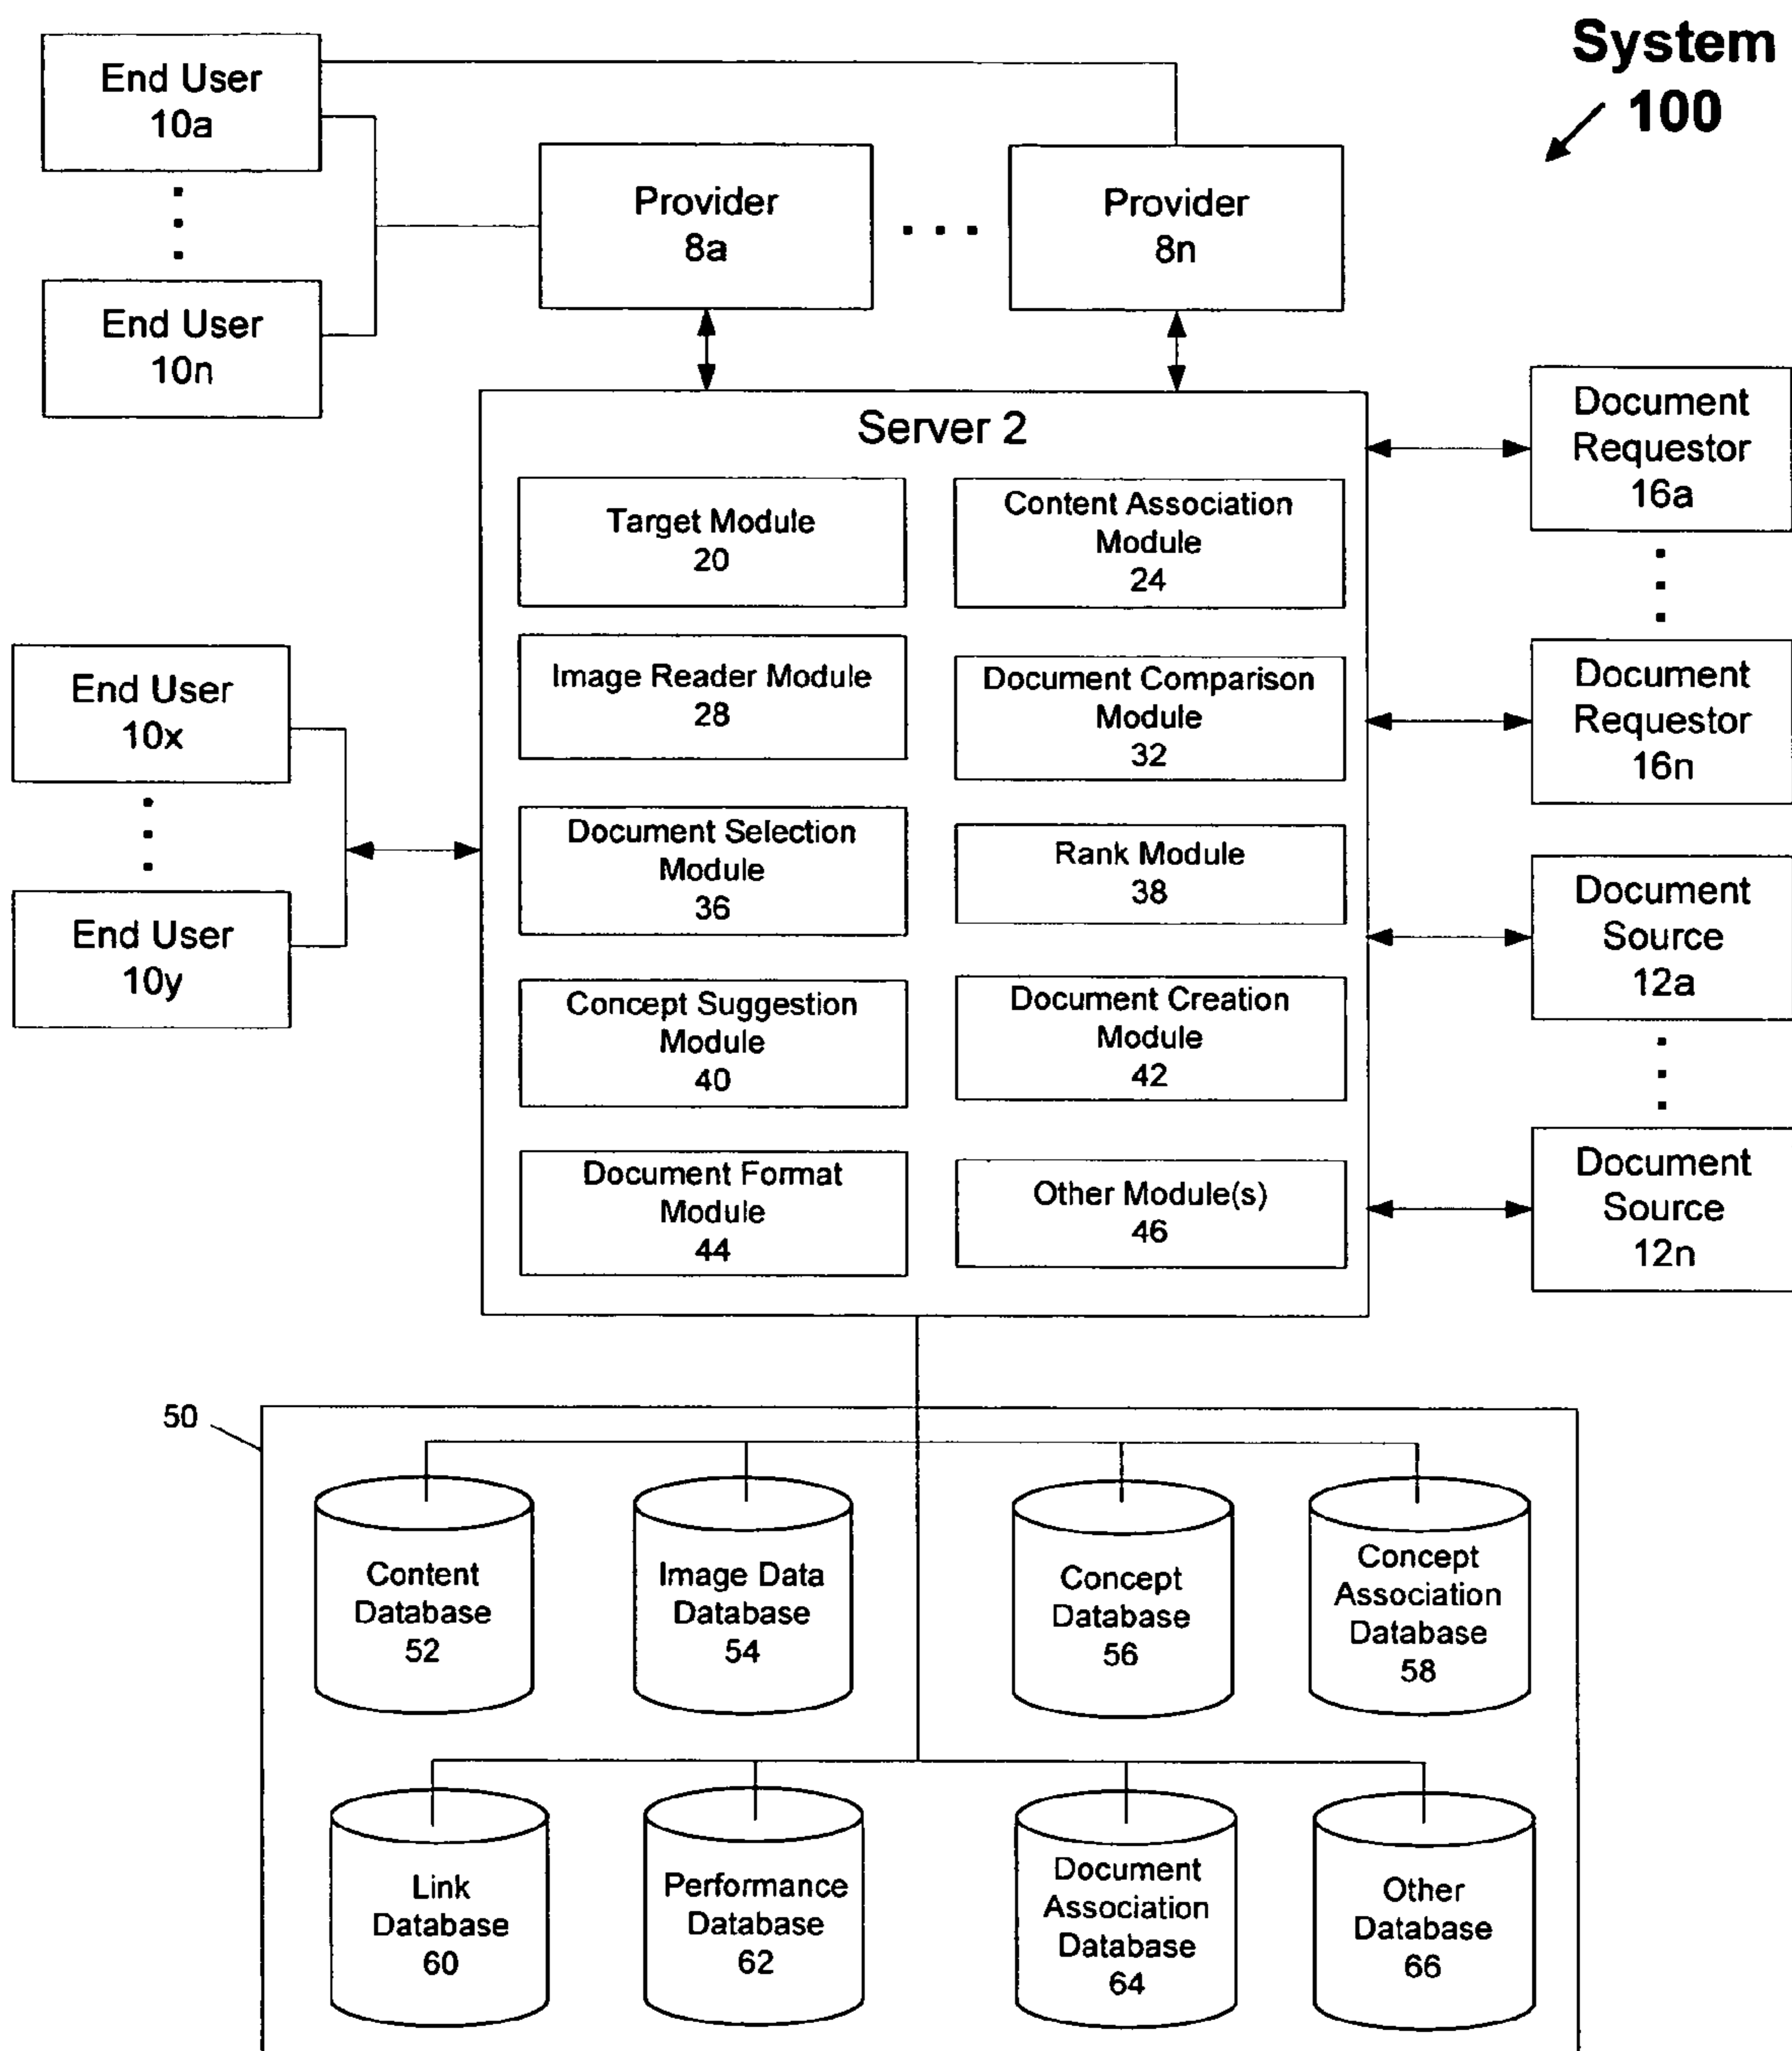 System
100
End User
10a
End User
10n
Provider
8a
Provider
8n
Server 2
Target Module
20
Content Association
Module
24
Image Reader Module
28
Document Comparison
Module
32
Document Selection
Module
36
Rank Module
38
Concept Suggestion
Module
40
Document Creation
Module
42
Document Format
Module
44
Other Module(s)
46
End User
10x
End User
10y
Document
Requestor
16a
Document
Requestor
16n
Document
Source
12a
Document
Source
12n
50
Content
Database
52
Image Data
Database
54
Concept
Database
56
Concept
Association
Database
58
Link
Database
60
Performance
Database
62
Document
Association
Database
64
Other
Database
66